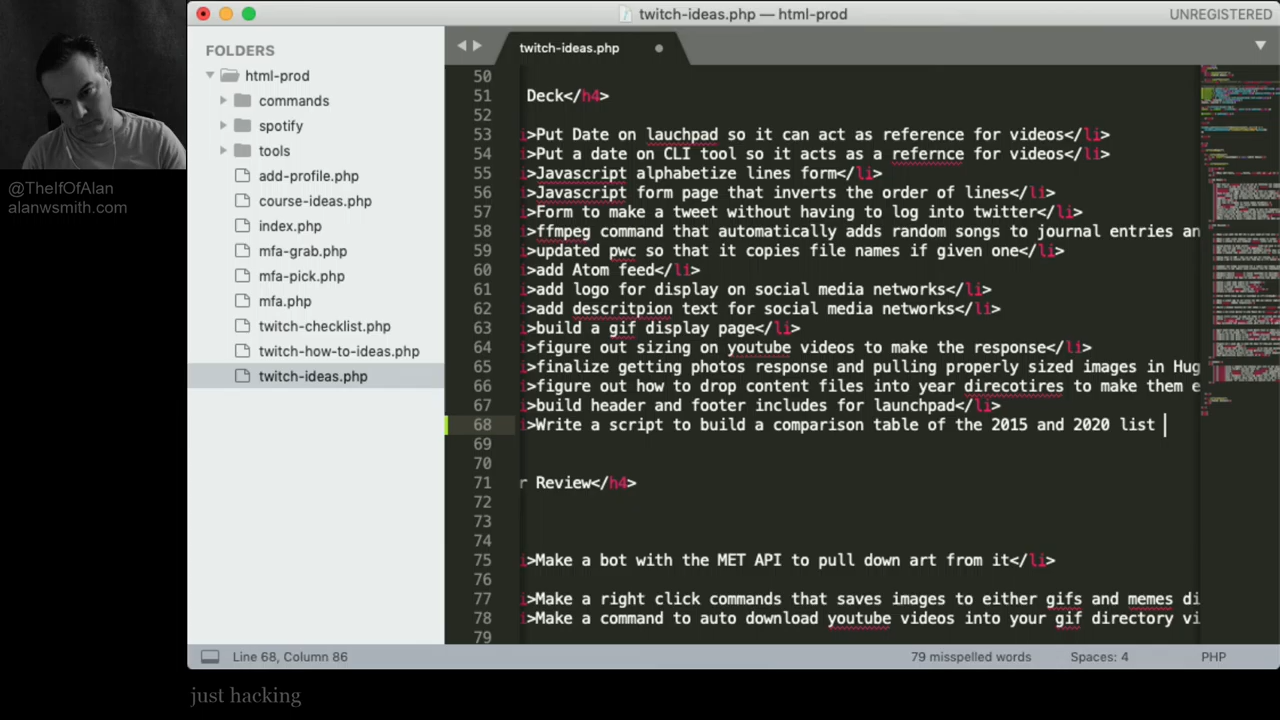 twitch-ideas.php — html-prod
UNREGISTERED
FOLDERS
html-prod
commands
spotify
tools
add-profile.php
course-ideas.php
index.php
mfa-grab.php
mfa-pick.php
mfa.php
twitch-checklist.php
twitch-how-to-ideas.php
twitch-ideas.php
@TheIfOfAlan
alanwsmith.com
twitch-ideas.php
50
51 Deck</h4>
52
53 i>Put Date on lauchpad so it can act as reference for videos</li>
54 i>Put a date on CLI tool so it acts as a refernce for videos</li>
55 i>Javascript alphabetize lines form</li>
56 i>Javascript form page that inverts the order of lines</li>
57 i>Form to make a tweet without having to log into twitter</li>
58 i>ffmpeg command that automatically adds random songs to journal entries an
59 i>updated pwc so that it copies file names if given one</li>
60 i>add Atom feed</li>
61 i>add logo for display on social media networks</li>
62 i>add descritpion text for social media networks</li>
63 i>build a gif display page</li>
64 i>figure out sizing on youtube videos to make the response</li>
65 i>finalize getting photos response and pulling properly sized images in Hug
66 i>figure out how to drop content files into year direcotires to make them e
67 i>build header and footer includes for launchpad</li>
68 i>Write a script to build a comparison table of the 2015 and 2020 list
69
70
71 r Review</h4>
72
73
74
75 i>Make a bot with the MET API to pull down art from it</li>
76
77 i>Make a right click commands that saves images to either gifs and memes di
78 i>Make a command to auto download youtube videos into your gif directory vi
79
Line 68, Column 86
79 misspelled words
Spaces: 4
PHP
just hacking